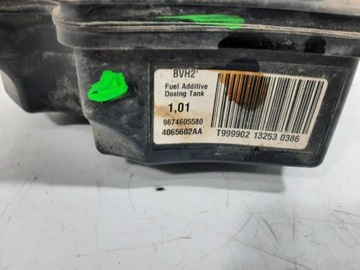 BVH2'
Fuel Additive
Dosing Tank
1,01
9674605580
4065602AA
T999902 13253 0386